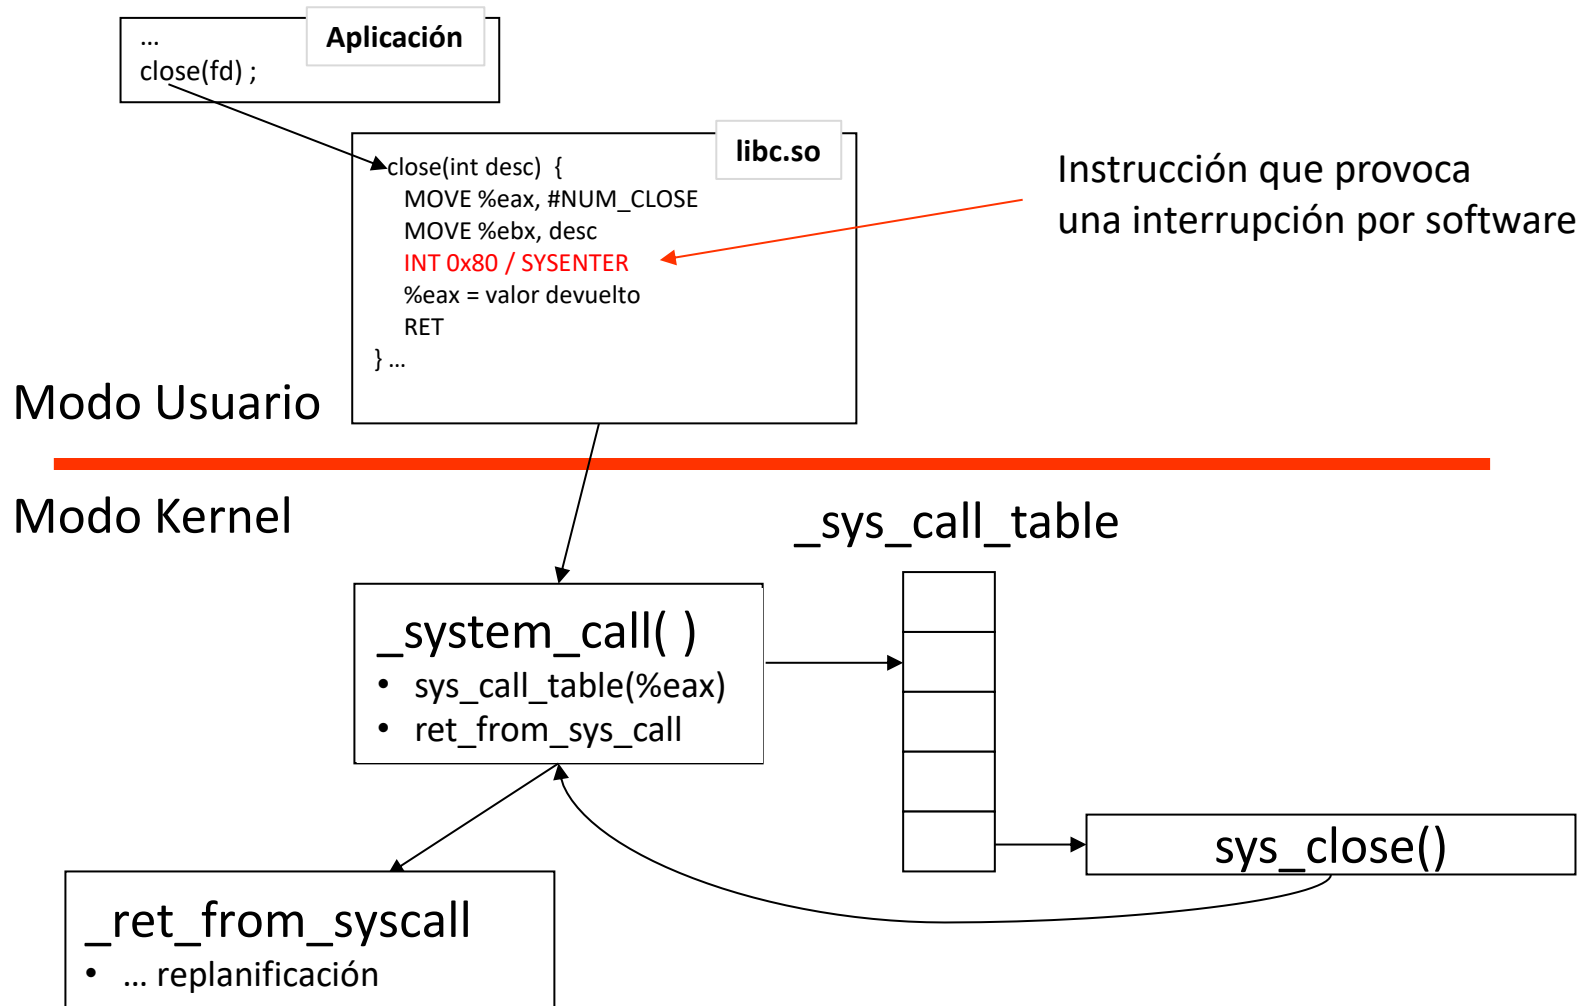 ...
Aplicación
close(fd) ;
libc.so
close(int desc) {
MOVE %eax, #NUM_CLOSE
MOVE %ebx, desc
INT 0x80 / SYSENTER
%eax = valor devuelto
RET
} ...
Instrucción que provoca
una interrupción por software
Modo Usuario
Modo Kernel
_sys_call_table
_system_call( )
• sys_call_table(%eax)
• ret_from_sys_call
sys_close()
_ret_from_syscall
• ... replanificación